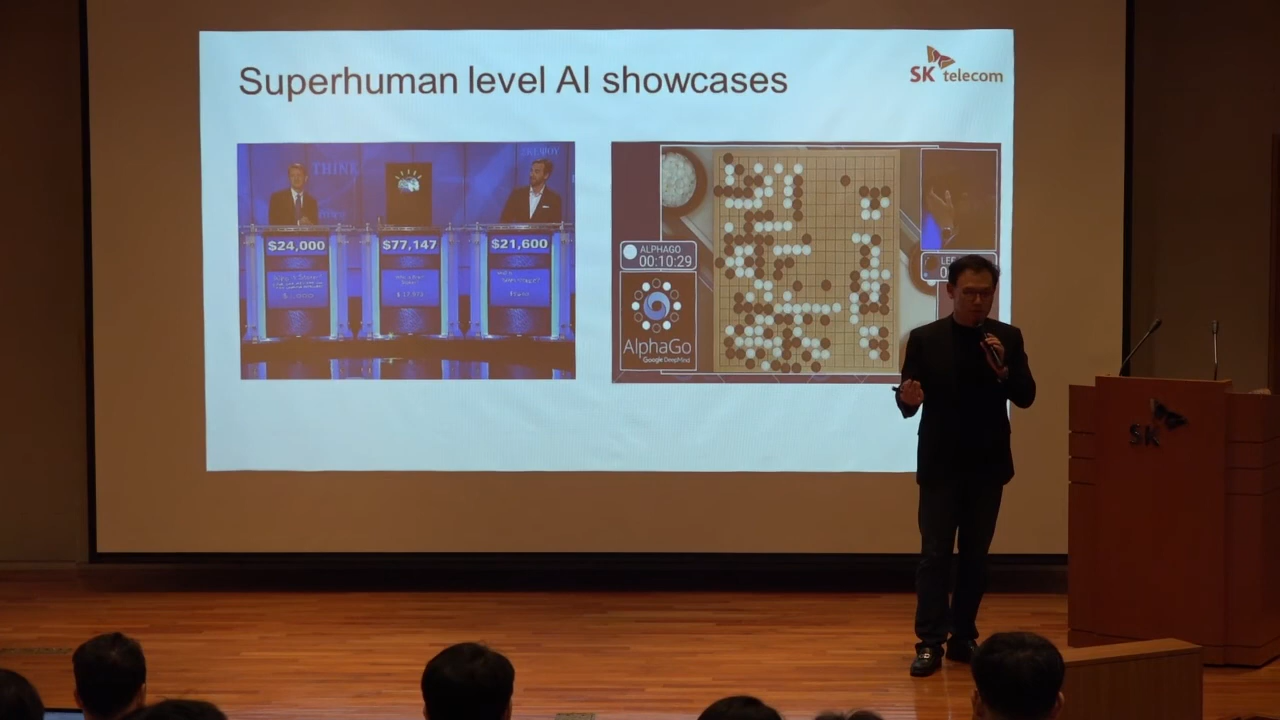 Superhuman level AI showcases
SK telecom
THINK
$24,000
$77,147
$21,600
ALPHAGO
00:10:29
LEE
AlphaGo
Google DeepMind
SK